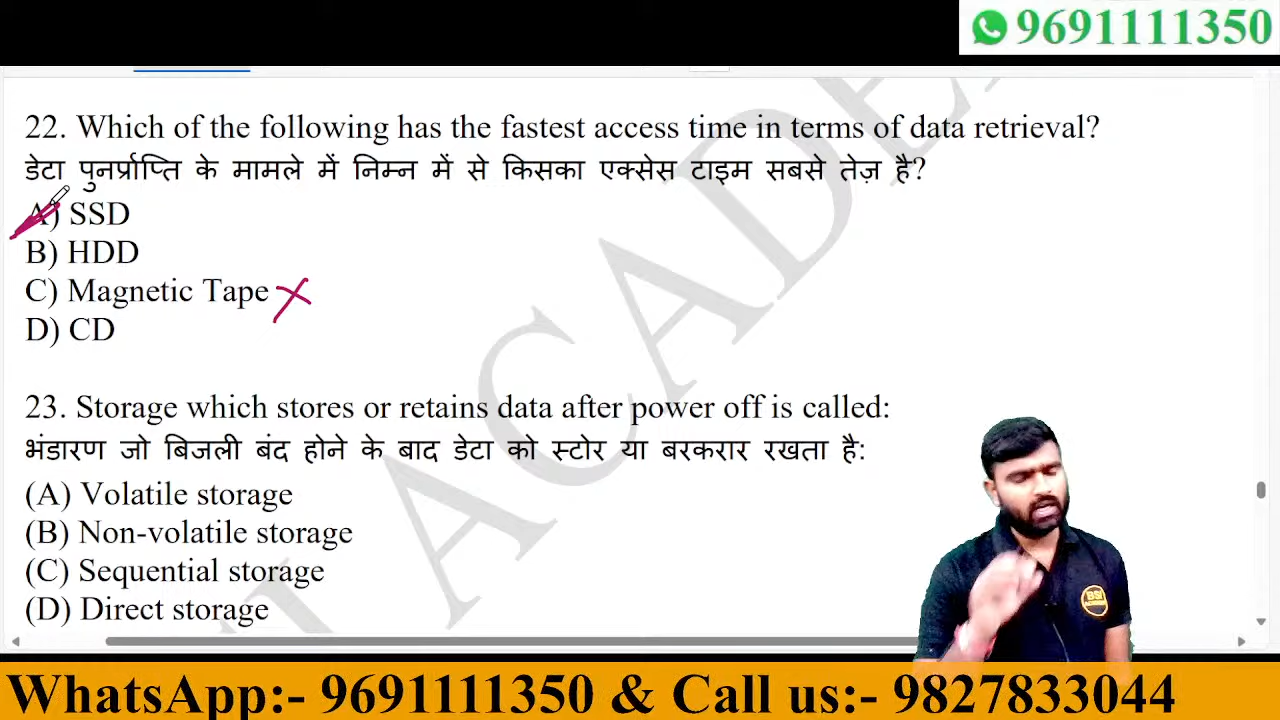 9691111350
22. Which of the following has the fastest access time in terms of data retrieval?
डेटा पुनर्प्राप्ति के मामले में निम्न में से किसका एक्सेस टाइम सबसे तेज़ है?
A) SSD
B) HDD
C) Magnetic Tape
D) CD
23. Storage which stores or retains data after power off is called:
भंडारण जो बिजली बंद होने के बाद डेटा को स्टोर या बरकरार रखता है:
(A) Volatile storage
(B) Non-volatile storage
(C) Sequential storage
(D) Direct storage
WhatsApp:- 9691111350 & Call us:- 9827833044